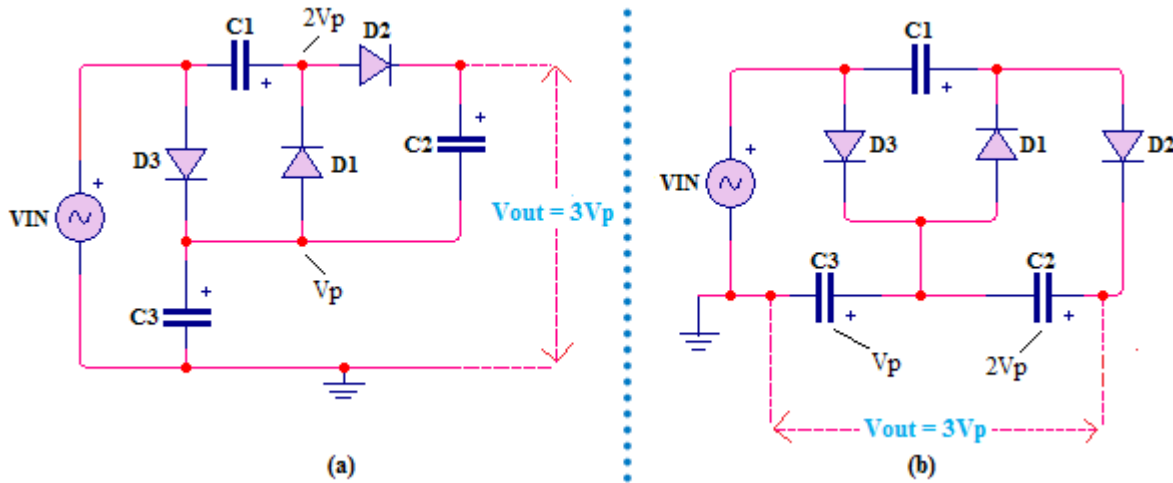 C1
2Vp
D2
+
+
+
D3
D1
C2
VIN
Vout = 3Vp
+
C3
Vp
(a)
C1
+
+
D3
D1
D2
VIN
C3
C2
+
+
Vp
2Vp
Vout = 3Vp
(b)